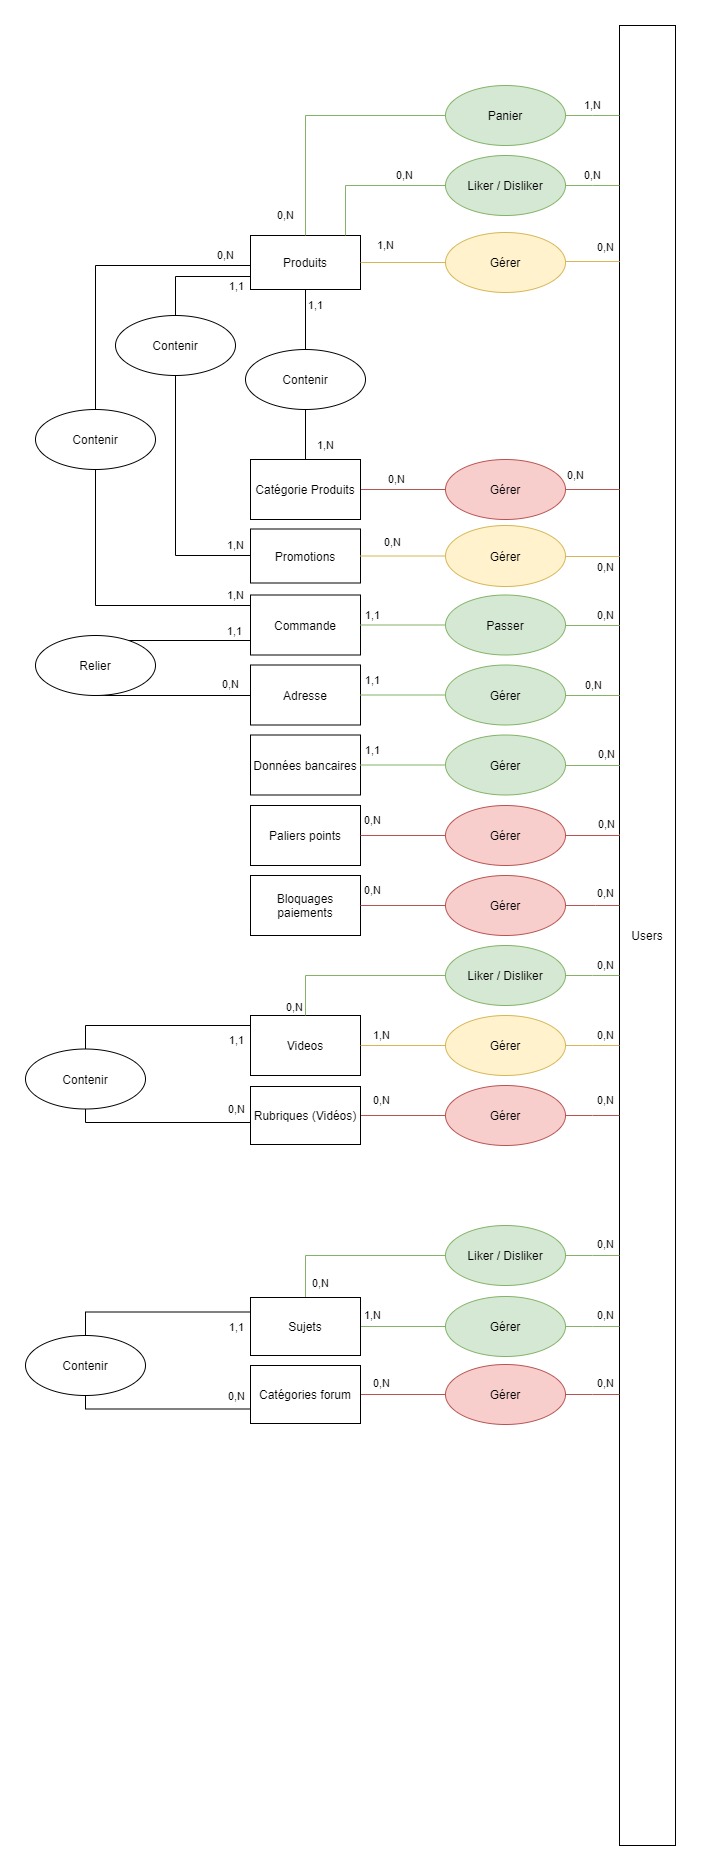 1,N
Panier
0,N
0,N
Liker / Disliker
0,N
1,N
0,N
0,N
Produits
Gérer
1,1
1,1
Contenir
Contenir
Contenir
1,N
0,N
0,N
Catégorie Produits
Gérer
1,N
0,N
Promotions
Gérer
0,N
1,N
1,1
0,N
Commande
Passer
1,1
Relier
0,N
1,1
0,N
Adresse
Gérer
1,1
0,N
Données bancaires
Gérer
0,N
0,N
Paliers points
Gérer
0,N
0,N
Bloquages
paiements
Gérer
Users
0,N
Liker / Disliker
0,N
1,1
1,N
0,N
Videos
Gérer
Contenir
0,N
0,N
0,N
Rubriques (Vidéos)
Gérer
0,N
Liker / Disliker
0,N
1,1
1,N
0,N
Sujets
Gérer
Contenir
0,N
0,N
0,N
Catégories forum
Gérer